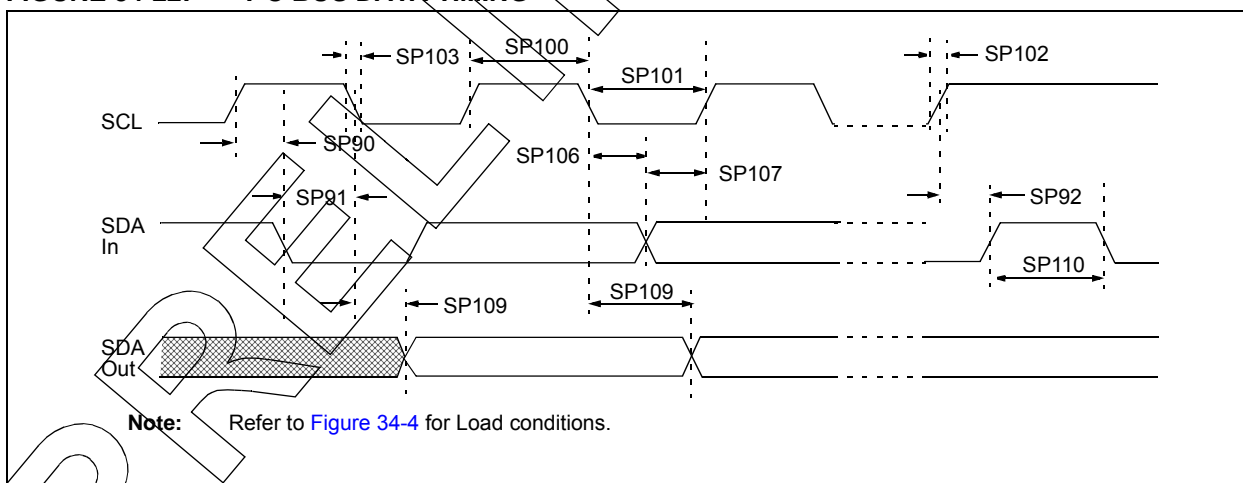 SP103
SP100
SP102
SP101
SCL
SP90
SP106
SP107
SP91
SP92
SDA
In
SP110
SP109
SP109
SDA
Out
Note: Refer to Figure 34-4 for Load conditions.